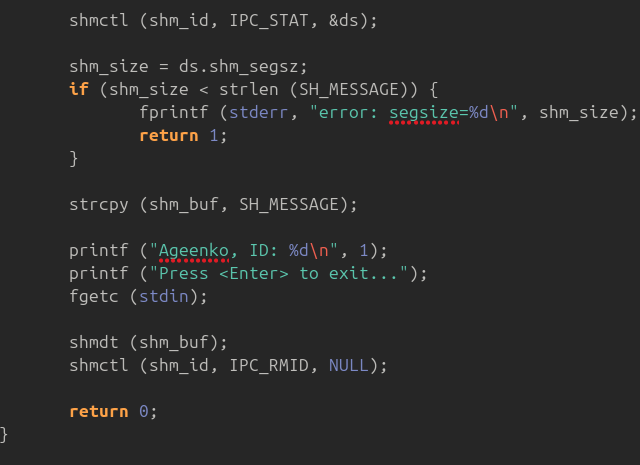 shmctl (shm_id, IPC_STAT, &ds);
shm_size = ds.shm_segsz;
if (shm_size < strlen (SH_MESSAGE)) {
fprintf (stderr, "error: segsize=%d\n", shm_size);
return 1;
}
strcpy (shm_buf, SH_MESSAGE);
printf ("Ageenko, ID: %d\n", 1);
printf ("Press <Enter> to exit...");
fgetc (stdin);
shmdt (shm_buf);
shmctl (shm_id, IPC_RMID, NULL);
return 0;
}